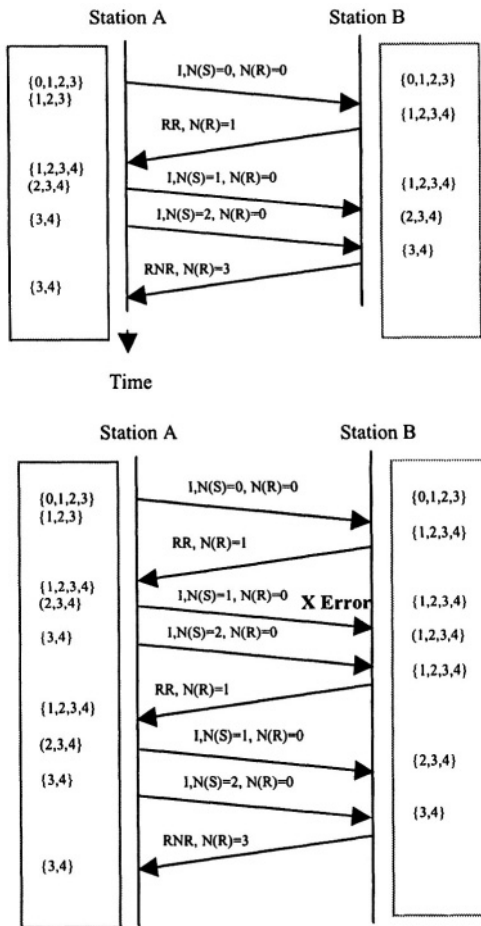 Station A
Station B
I,N(S)=0, N(R)=0
{0,1,2,3}
{0,1,2,3}
{1,2,3}
{1,2,3,4}
RR, N(R)=1
{1,2,3,4}
{1,2,3,4}
(2,3,4}
I,N(S)=1, N(R)=0
I,N(S)=2, N(R)=0
{3,4}
(2,3,4}
{3,4}
RNR, N(R)=3
{3,4}
Time
Station A
Station B
I,N(S)=0, N(R)=0
{0,1,2,3}
{0,1,2,3}
{1,2,3}
{1,2,3,4}
RR, N(R)=1
{1,2,3,4}
I,N(S)=1, N(R)=0
X Error
{1,2,3,4}
(2,3,4}
{3,4}
I,N(S)=2, N(R)=0
(1,2,3,4}
{1,2,3,4}
RR, N(R)=1
{1,2,3,4}
(2,3,4}
I,N(S)=1, N(R)=0
{2,3,4}
{3,4}
I,N(S)=2, N(R)=0
{3,4}
RNR, N(R)=3
{3,4}